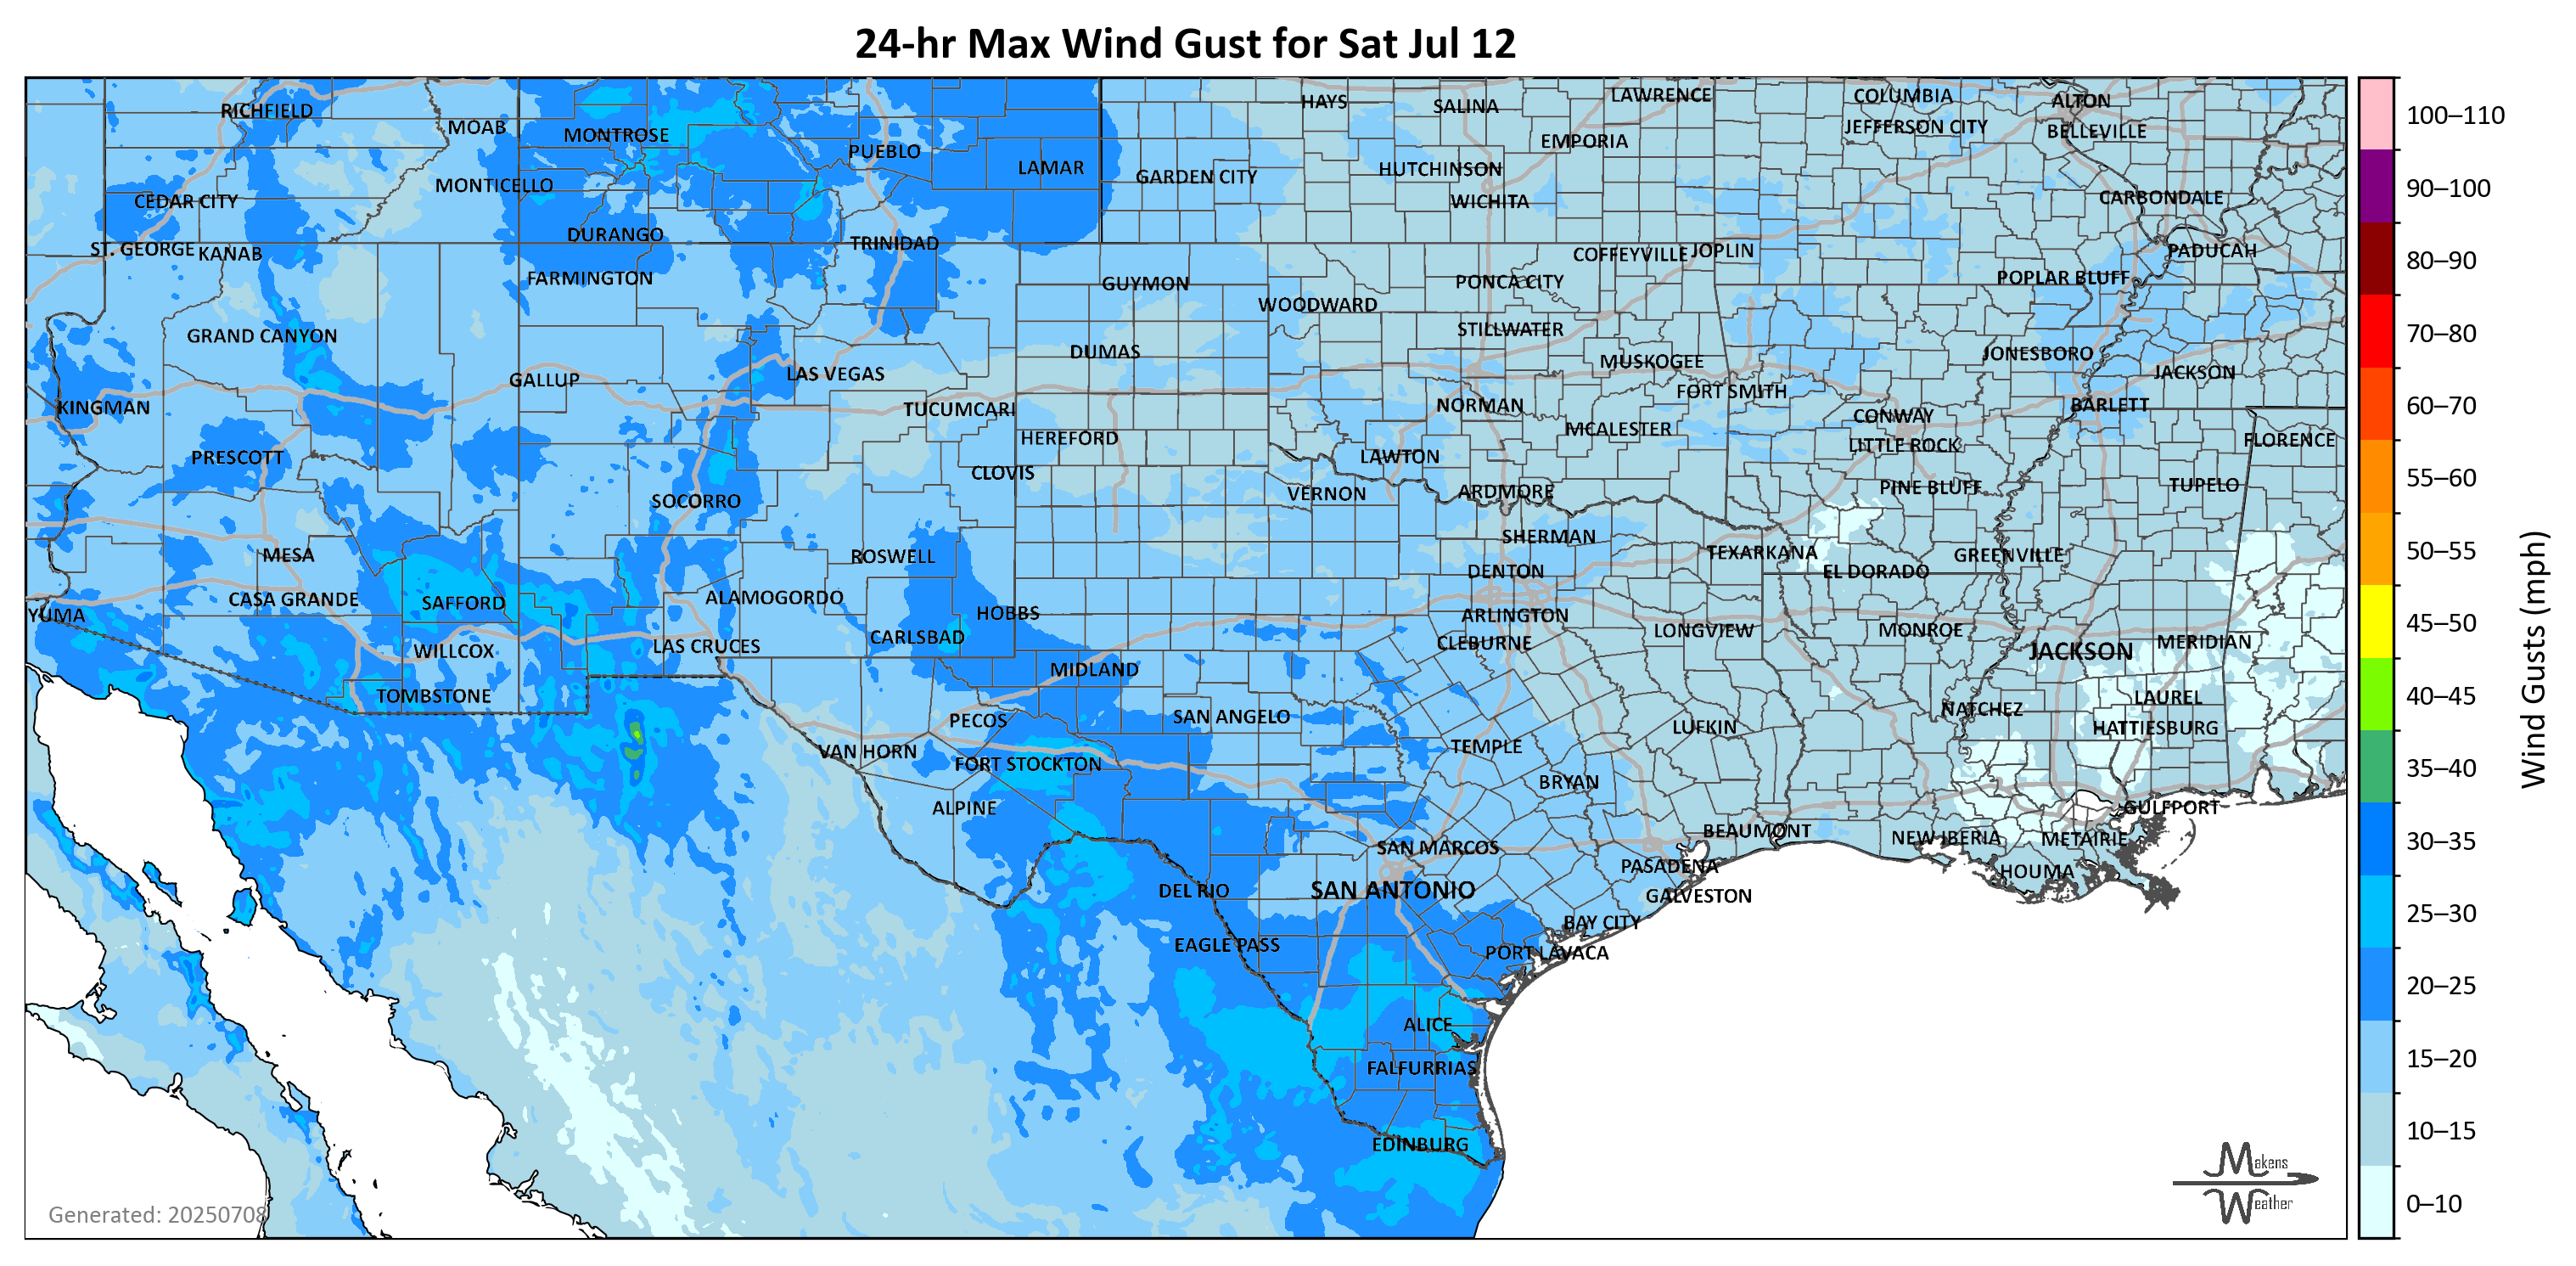 24-hr Max Wind Gust for Sat Jul 12
RICHFIELD
MOAB
MONTROSE
PUEBLO
LAMAR
GARDEN CITY
HAYS
SALINA
LAWRENCE
EMPORIA
HUTCHINSON
WICHITA
COLUMBIA
JEFFERSON CITY
ALTON
BELLEVILLE
CARBONDALE
MONTICELLO
CEDAR CITY
ST. GEORGE
KANAB
DURANGO
TRINIDAD
FARMINGTON
GUYMON
WOODWARD
PONCA CITY
COFFEYVILLE
JOPLIN
POPLAR BLUFF
PADUCAH
GRAND CANYON
DUMAS
STILLWATER
MUSKOGEE
JONESBORO
JACKSON
GALLUP
LAS VEGAS
KINGMAN
TUCUMCARI
NORMAN
FORT SMITH
CONWAY
BARLETT
PRESCOTT
HEREFORD
CLOVIS
LAWTON
MCALESTER
LITTLE ROCK
FLORENCE
SOCORRO
VERNON
ARDMORE
PINE BLUFF
TUPELO
MESA
ROSWELL
SHERMAN
TEXARKANA
GREENVILLE
DENTON
EL DORADO
CASA GRANDE
SAFFORD
ALAMOGORDO
HOBBS
ARLINGTON
YUMA
WILLCOX
LAS CRUCES
CARLSBAD
CLEBURNE
LONGVIEW
MONROE
JACKSON
MERIDIAN
TOMBSTONE
MIDLAND
LAUREL
PECOS
SAN ANGELO
NATCHEZ
LUFKIN
HATTIESBURG
VAN HORN
FORT STOCKTON
TEMPLE
BRYAN
ALPINE
GULFPORT
BEAUMONT
NEW IBERIA
METAIRIE
SAN MARCOS
PASADENA
HOUMA
DEL RIO
SAN ANTONIO
GALVESTON
EAGLE PASS
BAY CITY
PORT LAVACA
ALICE
FALFURRIAS
EDINBURG
Generated: 20250708
Makens
Weather
100–110
90–100
80–90
70–80
60–70
55–60
50–55
45–50
40–45
35–40
30–35
25–30
20–25
15–20
10–15
0–10
Wind Gusts (mph)